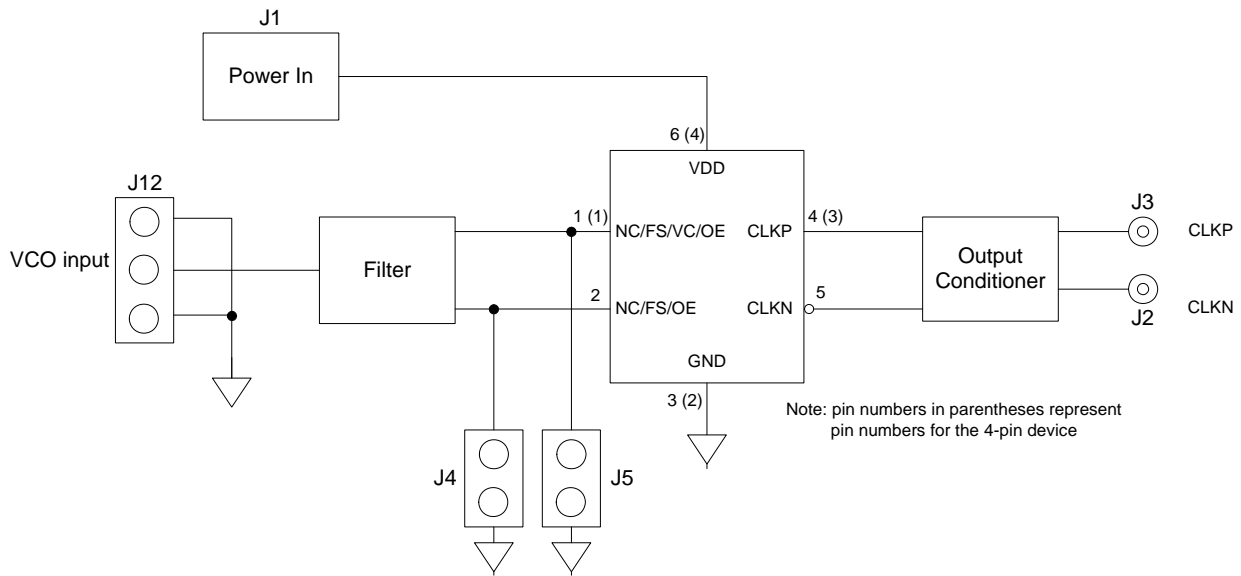 J1
Power In
6 (4)
VDD
J12
VCO input
Filter
1 (1)
NC/FS/VC/OE
CLKP
4 (3)
2
NC/FS/OE
CLKN
5
GND
3 (2)
Output
Conditioner
J3
CLKP
J2
CLKN
Note: pin numbers in parentheses represent
pin numbers for the 4-pin device
J4
J5